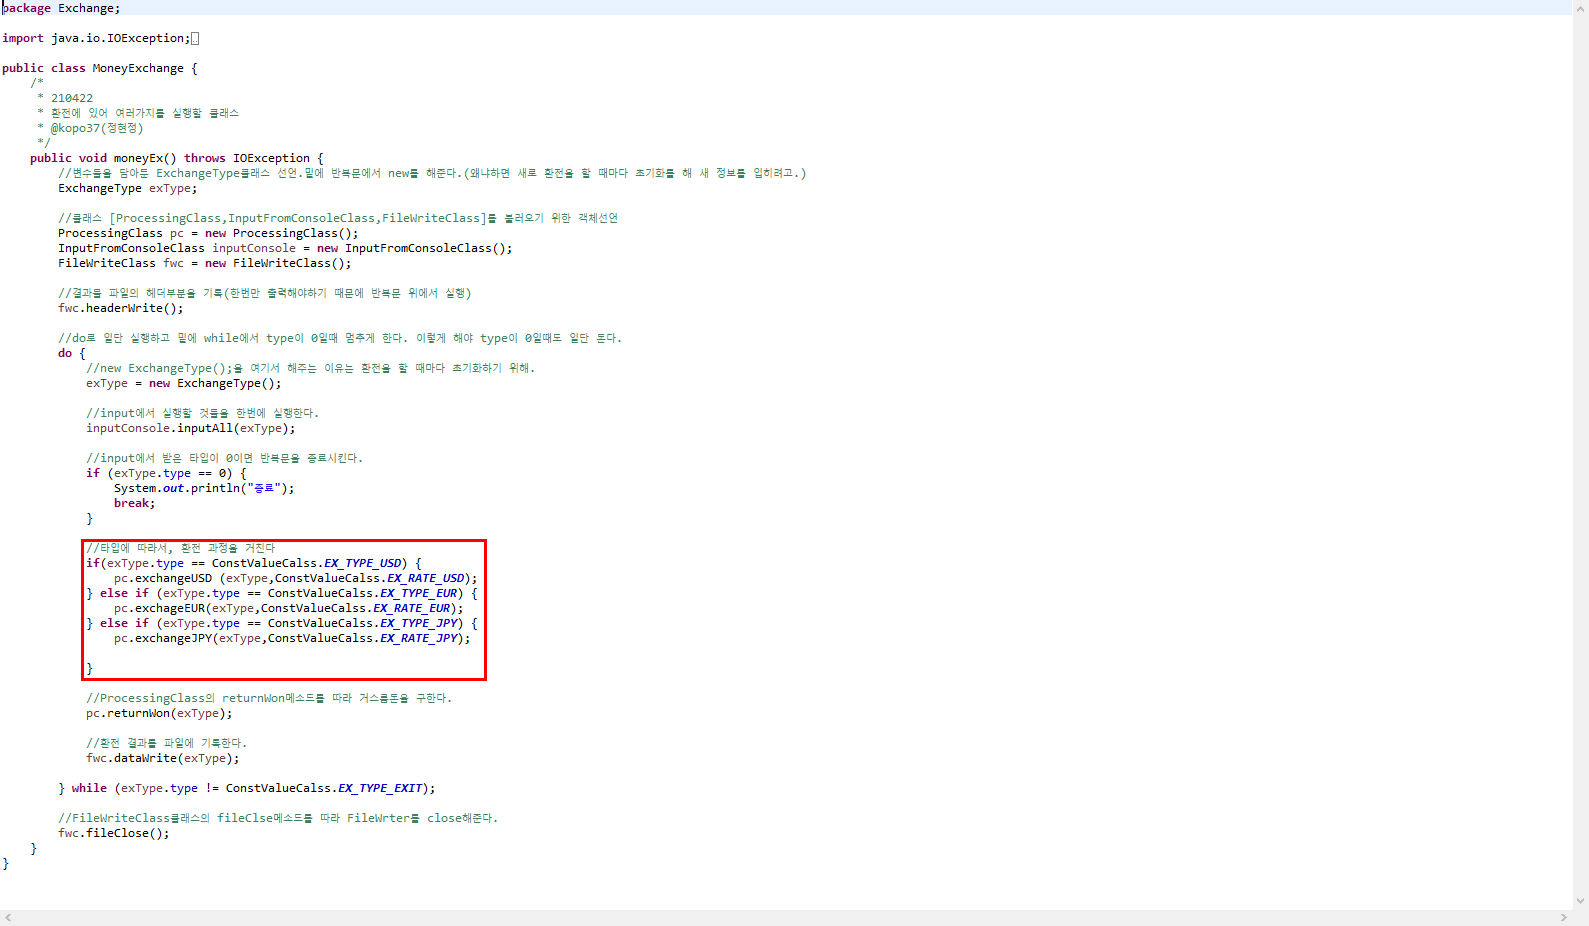 package Exchange;
import java.io.IOException;
public class MoneyExchange {
/*
* 210422
* 환전에 있어 여러가지를 실행할 클래스
* @kopo37(정현정)
*/
public void moneyEx() throws IOException {
//변수들을 담아둔 ExchangeType클래스 선언.밑에 반복문에서 new를 해준다.(왜냐하면 새로 환전을 할 때마다 초기화를 해 새 정보를 입히려고.)
ExchangeType exType;
//클래스 [ProcessingClass,InputFromConsoleClass,FileWriteClass]를 불러오기 위한 객체선언
ProcessingClass pc = new ProcessingClass();
InputFromConsoleClass inputConsole = new InputFromConsoleClass();
FileWriteClass fwc = new FileWriteClass();
//결과물 파일의 헤더부분을 기록(한번만 출력해야하기 때문에 반복문 위에서 실행)
fwc.headerWrite();
//do로 일단 실행하고 밑에 while에서 type이 0일때 멈추게 한다. 이렇게 해야 type이 0일때도 일단 돈다.
do {
//new ExchangeType();을 여기서 해주는 이유는 환전을 할 때마다 초기화하기 위해.
exType = new ExchangeType();
//input에서 실행할 것들을 한번에 실행한다.
inputConsole.inputAll(exType);
//input에서 받은 타입이 0이면 반복문을 종료시킨다.
if (exType.type == 0) {
System.out.println("종료");
break;
}
//타입에 따라서, 환전 과정을 거친다
if(exType.type == ConstValueCalss.EX_TYPE_USD) {
pc.exchangeUSD (exType,ConstValueCalss.EX_RATE_USD);
} else if (exType.type == ConstValueCalss.EX_TYPE_EUR) {
pc.exchageEUR(exType,ConstValueCalss.EX_RATE_EUR);
} else if (exType.type == ConstValueCalss.EX_TYPE_JPY) {
pc.exchangeJPY(exType,ConstValueCalss.EX_RATE_JPY);
}
//ProcessingClass의 returnWon메소드를 따라 거스름돈을 구한다.
pc.returnWon(exType);
//환전 결과를 파일에 기록한다.
fwc.dataWrite(exType);
} while (exType.type != ConstValueCalss.EX_TYPE_EXIT);
//FileWriteClass클래스의 fileClse메소드를 따라 FileWrter를 close해준다.
fwc.fileClose();
}
}